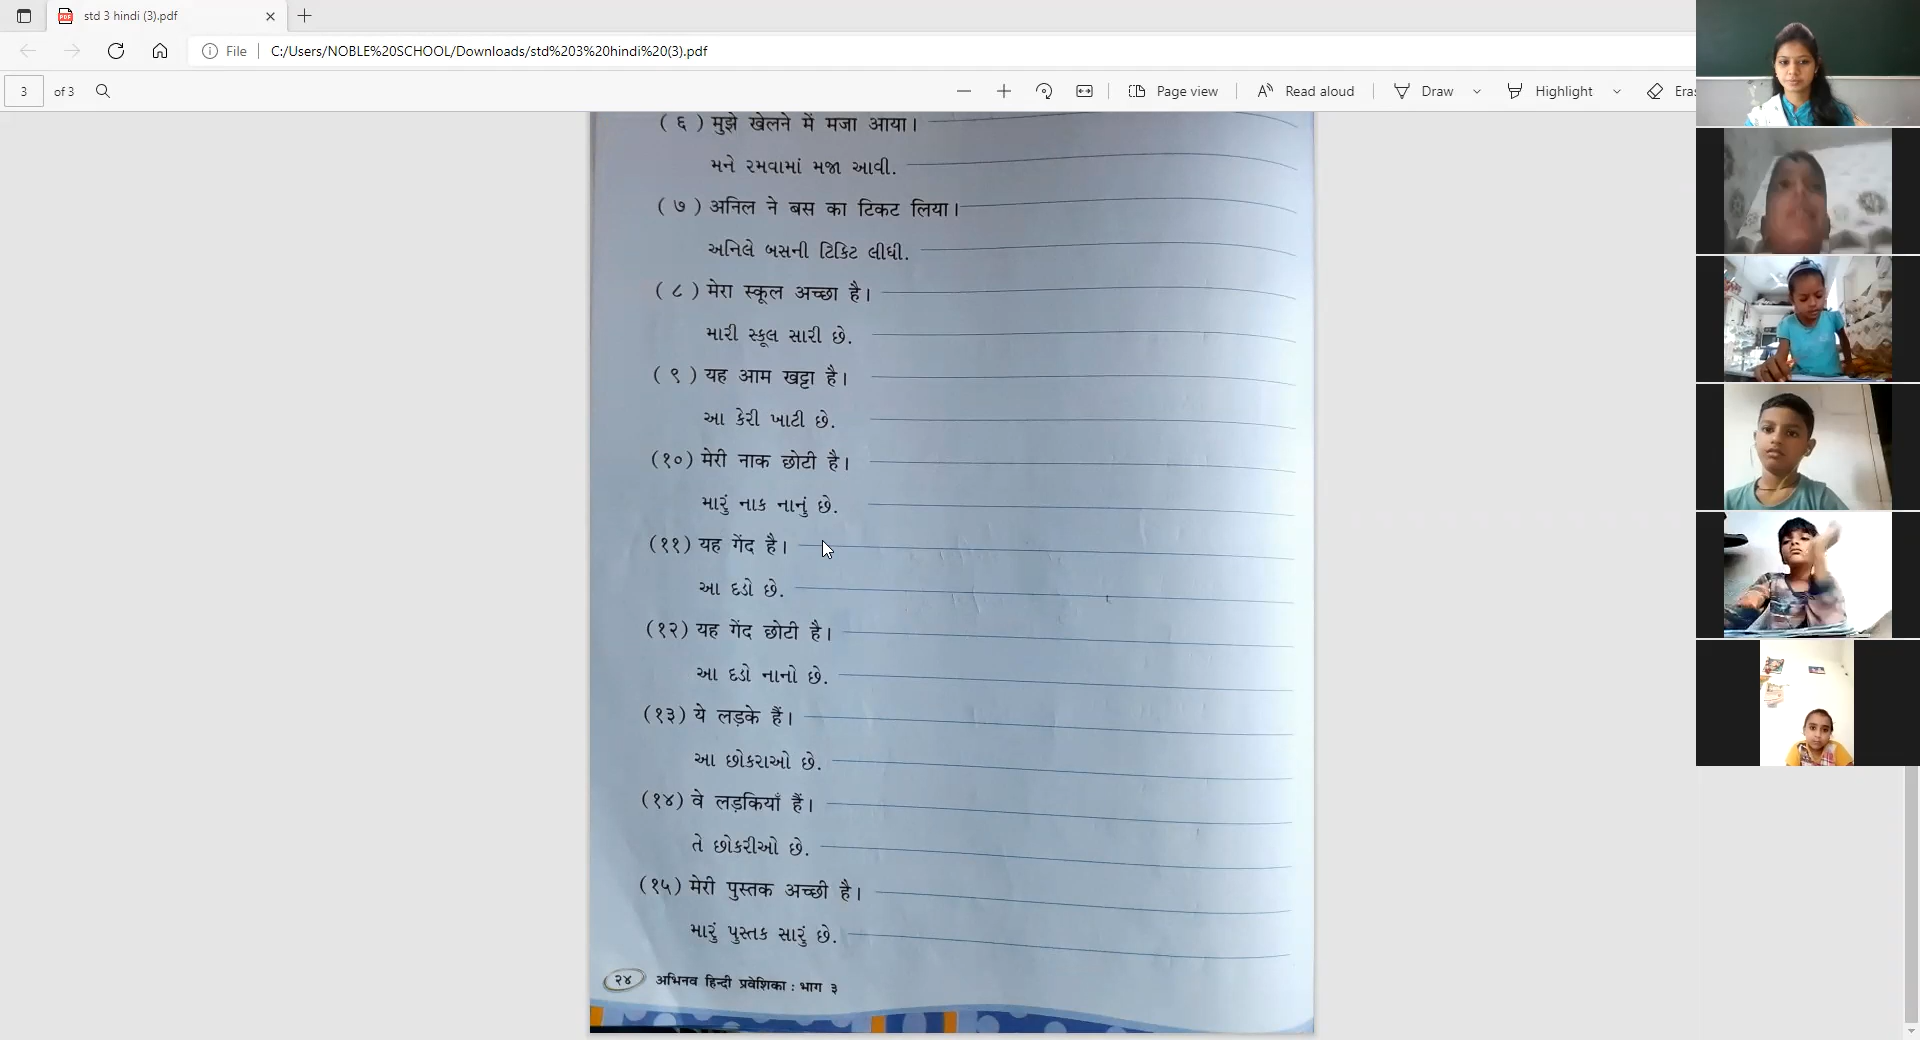 std 3 hindi (3).pdf
File C:/Users/NOBLE%20SCHOOL/Downloads/std%203%20hindi%20(3).pdf
3 of 3 Page view A Read aloud Draw Highlight Eras
( ६ ) मुझे खेलने में मजा आया।
મને રમવામાં મજા આવી.
( ७ ) अनिल ने बस का टिकट लिया।
અનિલે બસની ટિકિટ લીધી.
( ८ ) मेरा स्कूल अच्छा है।
મારી સ્કૂલ સારી છે.
( ९ ) यह आम खट्टा है।
આ કેરી ખાટી છે.
(१०) मेरी नाक छोटी है।
મારું નાક નાનું છે.
(११) यह गेंद है।
આ દડો છે.
(१२) यह गेंद छोटी है।
આ દડો નાનો છે.
(१३) ये लड़के हैं।
આ છોકરાઓ છે.
(१४) वे लड़कियाँ हैं।
તે છોકરીઓ છે.
(१५) मेरी पुस्तक अच्छी है।
મારું પુસ્તક સારું છે.
२४ अभिनव हिन्दी प्रवेशिका : भाग ३